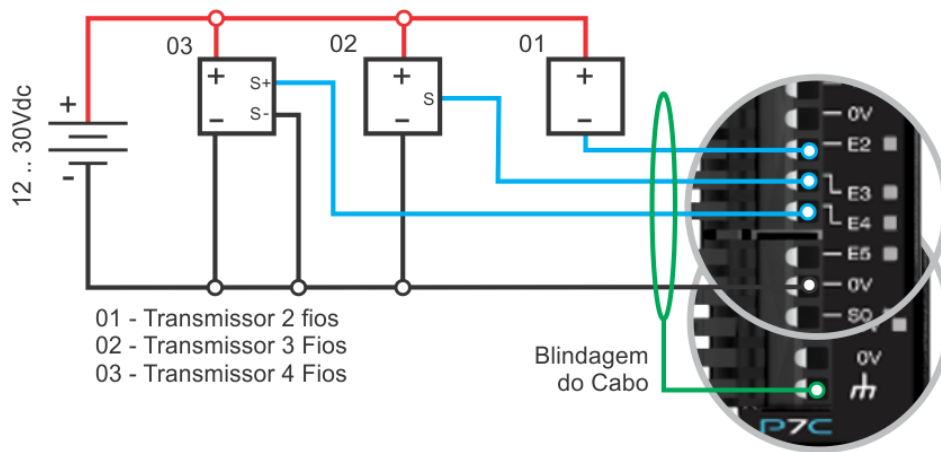 03
02
01
+
+
+
S+
S-
S
-
-
-
+
-
12 .. 30Vdc
0V
E2
E3
E4
E5
0V
S0
0V
01 - Transmissor 2 fios
02 - Transmissor 3 Fios
03 - Transmissor 4 Fios
Blindagem
do Cabo
P7C